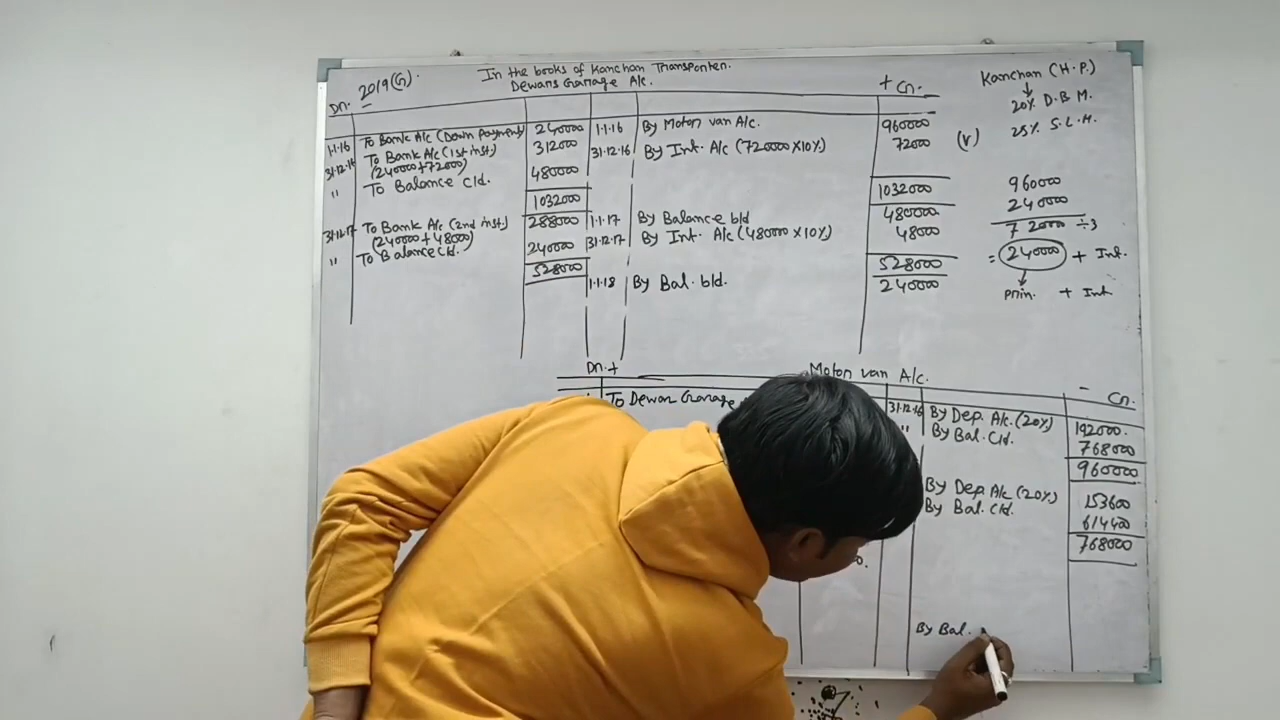 2019(G).
In the books of Kanchan Transporter.
Dewans Garage A/c.
Dr.
+ Cr.
1.1.16 To Bank A/c (Down payment) 240000 1.1.16 By Motor van A/c. 960000
31.12.16 To Bank A/c (1st inst) 312000 31.12.16 By Int. A/c (720000 x 10%) 72000 (v)
(240000 + 72000)
" To Balance c/d. 480000
1032000 1032000
31.12.17 To Bank A/c (2nd inst) 288000 1.1.17 By Balance b/d 480000
(240000 + 48000) 31.12.17 By Int. A/c (480000 x 10%) 48000
" To Balance C/d. 240000
528000 528000
1.1.18 By Bal. b/d. 240000
Kanchan (H.P.)
↓
20% D.B.M.
25% S.L.M.
960000
240000
720000 ÷3
= 240000 + Int.
↓
prin. + Int
Motor van A/c.
Dr. +
- Cr.
To Dewan Garage 31.12.16 By Dep. A/c. (20%) 192000.
" By Bal. C/d. 768000
960000
By Dep A/c (20%) 153600
By Bal. C/d. 614400
768000
By Bal.